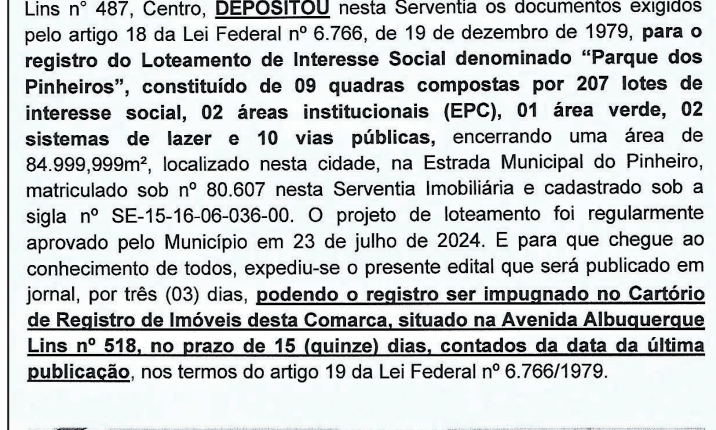 Lins n° 487, Centro, DEPOSITOU nesta Serventia os documentos exigidos
pelo artigo 18 da Lei Federal nº 6.766, de 19 de dezembro de 1979, para o
registro do Loteamento de Interesse Social denominado “Parque dos
Pinheiros”, constituído de 09 quadras compostas por 207 lotes de
interesse social, 02 áreas institucionais (EPC), 01 área verde, 02
sistemas de lazer e 10 vias públicas, encerrando uma área de
84.999,999m², localizado nesta cidade, na Estrada Municipal do Pinheiro,
matriculado sob nº 80.607 nesta Serventia Imobiliária e cadastrado sob a
sigla nº SE-15-16-06-036-00. O projeto de loteamento foi regularmente
aprovado pelo Município em 23 de julho de 2024. E para que chegue ao
conhecimento de todos, expediu-se o presente edital que será publicado em
jornal, por três (03) dias, podendo o registro ser impugnado no Cartório
de Registro de Imóveis desta Comarca, situado na Avenida Albuquerque
Lins nº 518, no prazo de 15 (quinze) dias, contados da data da última
publicação, nos termos do artigo 19 da Lei Federal nº 6.766/1979.